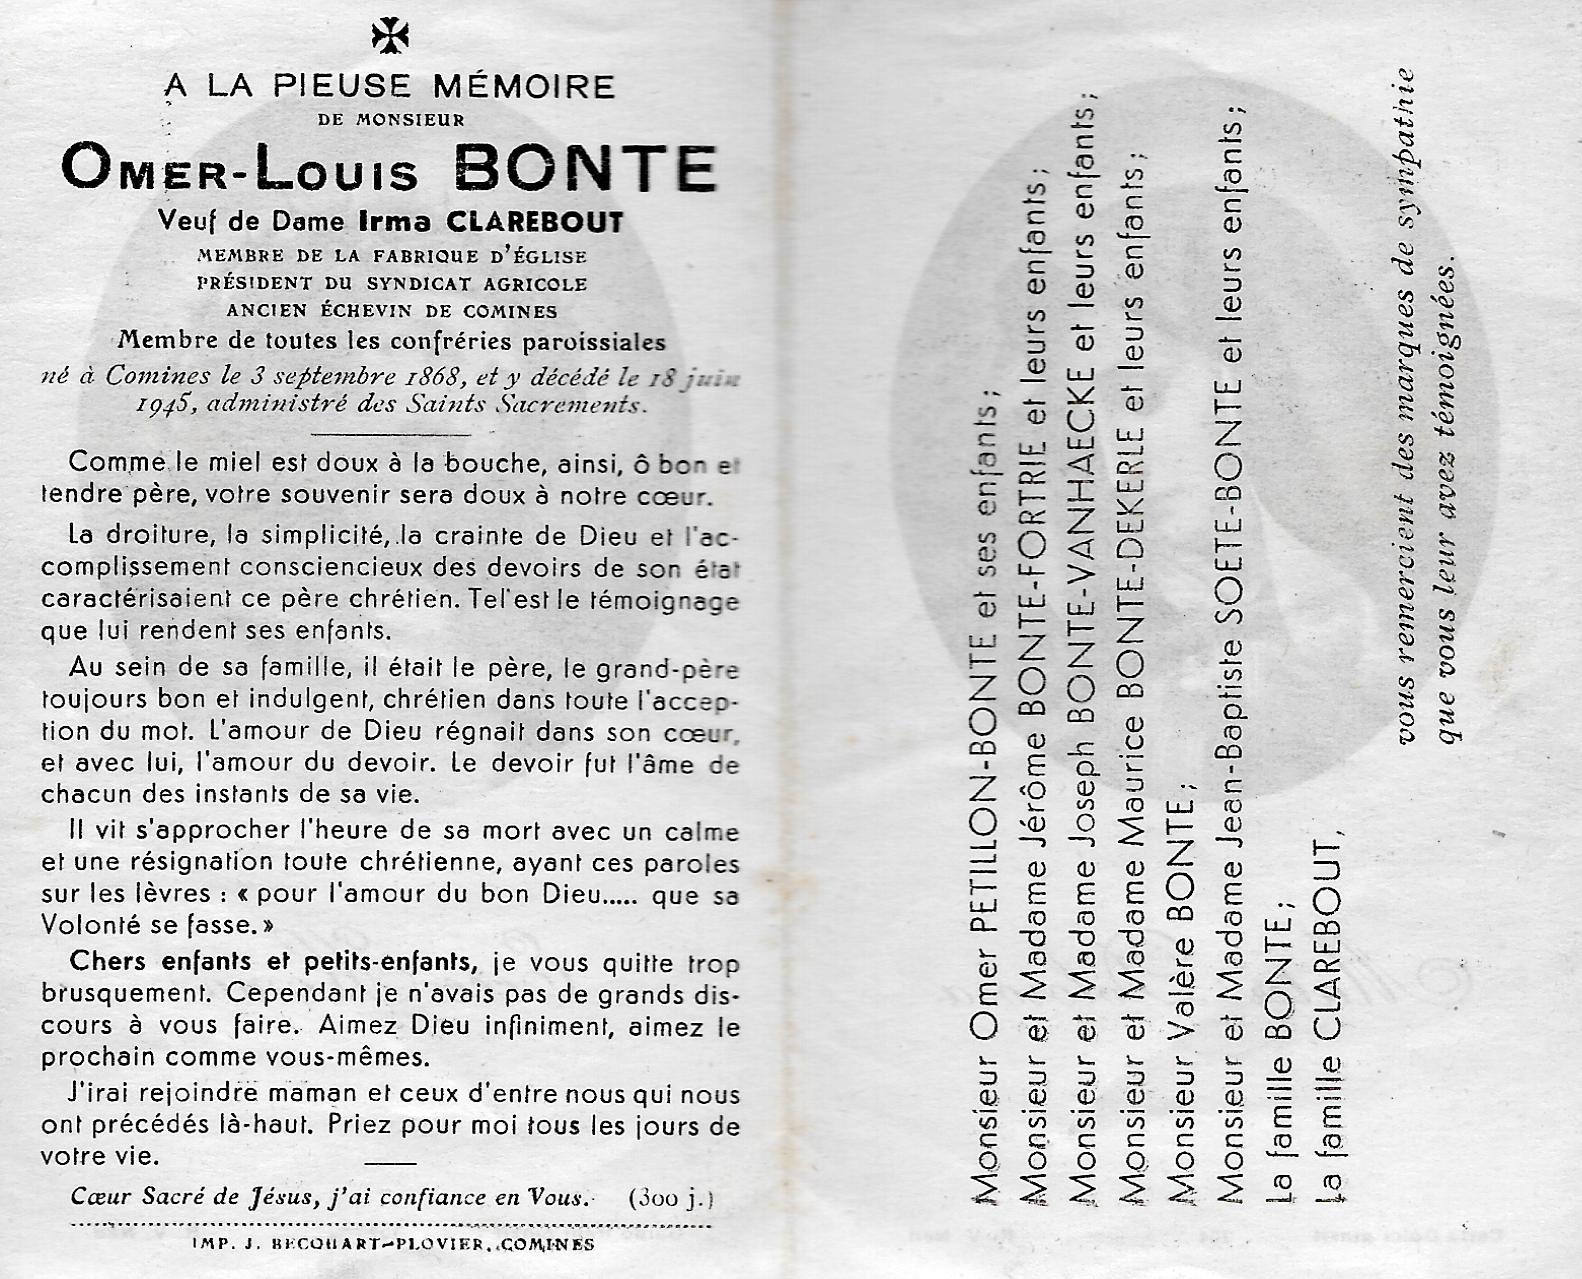 A LA PIEUSE MÉMOIRE
DE MONSIEUR
OMER-LOUIS BONTE
Veuf de Dame Irma CLAREBOUT
MEMBRE DE LA FABRIQUE D'ÉGLISE
PRÉSIDENT DU SYNDICAT AGRICOLE
ANCIEN ÉCHEVIN DE COMINES
Membre de toutes les confréries paroissiales
né à Comines le 3 septembre 1868, et y décédé le 18 juin
1945, administré des Saints Sacrements.
Comme le miel est doux à la bouche, ainsi, ô bon et
tendre père, votre souvenir sera doux à notre cœur.
La droiture, la simplicité, la crainte de Dieu et l'ac-
complissement consciencieux des devoirs de son état
caractérisaient ce père chrétien. Tel est le témoignage
que lui rendent ses enfants.
Au sein de sa famille, il était le père, le grand-père
toujours bon et indulgent, chrétien dans toute l'accep-
tion du mot. L'amour de Dieu régnait dans son cœur,
et avec lui, l'amour du devoir. Le devoir fut l'âme de
chacun des instants de sa vie.
Il vit s'approcher l'heure de sa mort avec un calme
et une résignation toute chrétienne, ayant ces paroles
sur les lèvres : « pour l'amour du bon Dieu..... que sa
Volonté se fasse. »
Chers enfants et petits-enfants, je vous quitte trop
brusquement. Cependant je n'avais pas de grands dis-
cours à vous faire. Aimez Dieu infiniment, aimez le
prochain comme vous-mêmes.
J'irai rejoindre maman et ceux d'entre nous qui nous
ont précédés là-haut. Priez pour moi tous les jours de
votre vie.
Cœur Sacré de Jésus, j'ai confiance en Vous. (300 j.)
IMP. J. BECQUART-PLOVIER, COMINES
Monsieur Omer PETILLON-BONTE et ses enfants ;
Monsieur et Madame Jérôme BONTE-FORTRIE et leurs enfants ;
Monsieur et Madame Joseph BONTE-VANHAECKE et leurs enfants ;
Monsieur et Madame Maurice BONTE-DEKERLE et leurs enfants ;
Monsieur Valère BONTE ;
Monsieur et Madame Jean-Baptiste SOETE-BONTE et leurs enfants ;
La famille BONTE ;
La famille CLAREBOUT,
vous remercient des marques de sympathie
que vous leur avez témoignées.